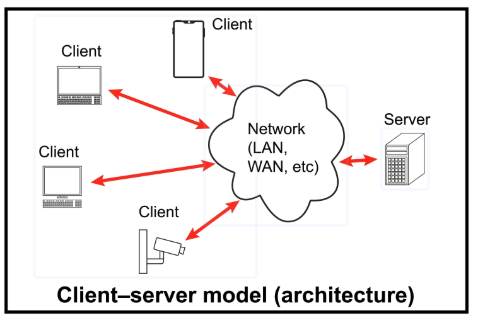 Client
Client
Client
Client
Network
(LAN,
WAN, etc)
Server
Client–server model (architecture)